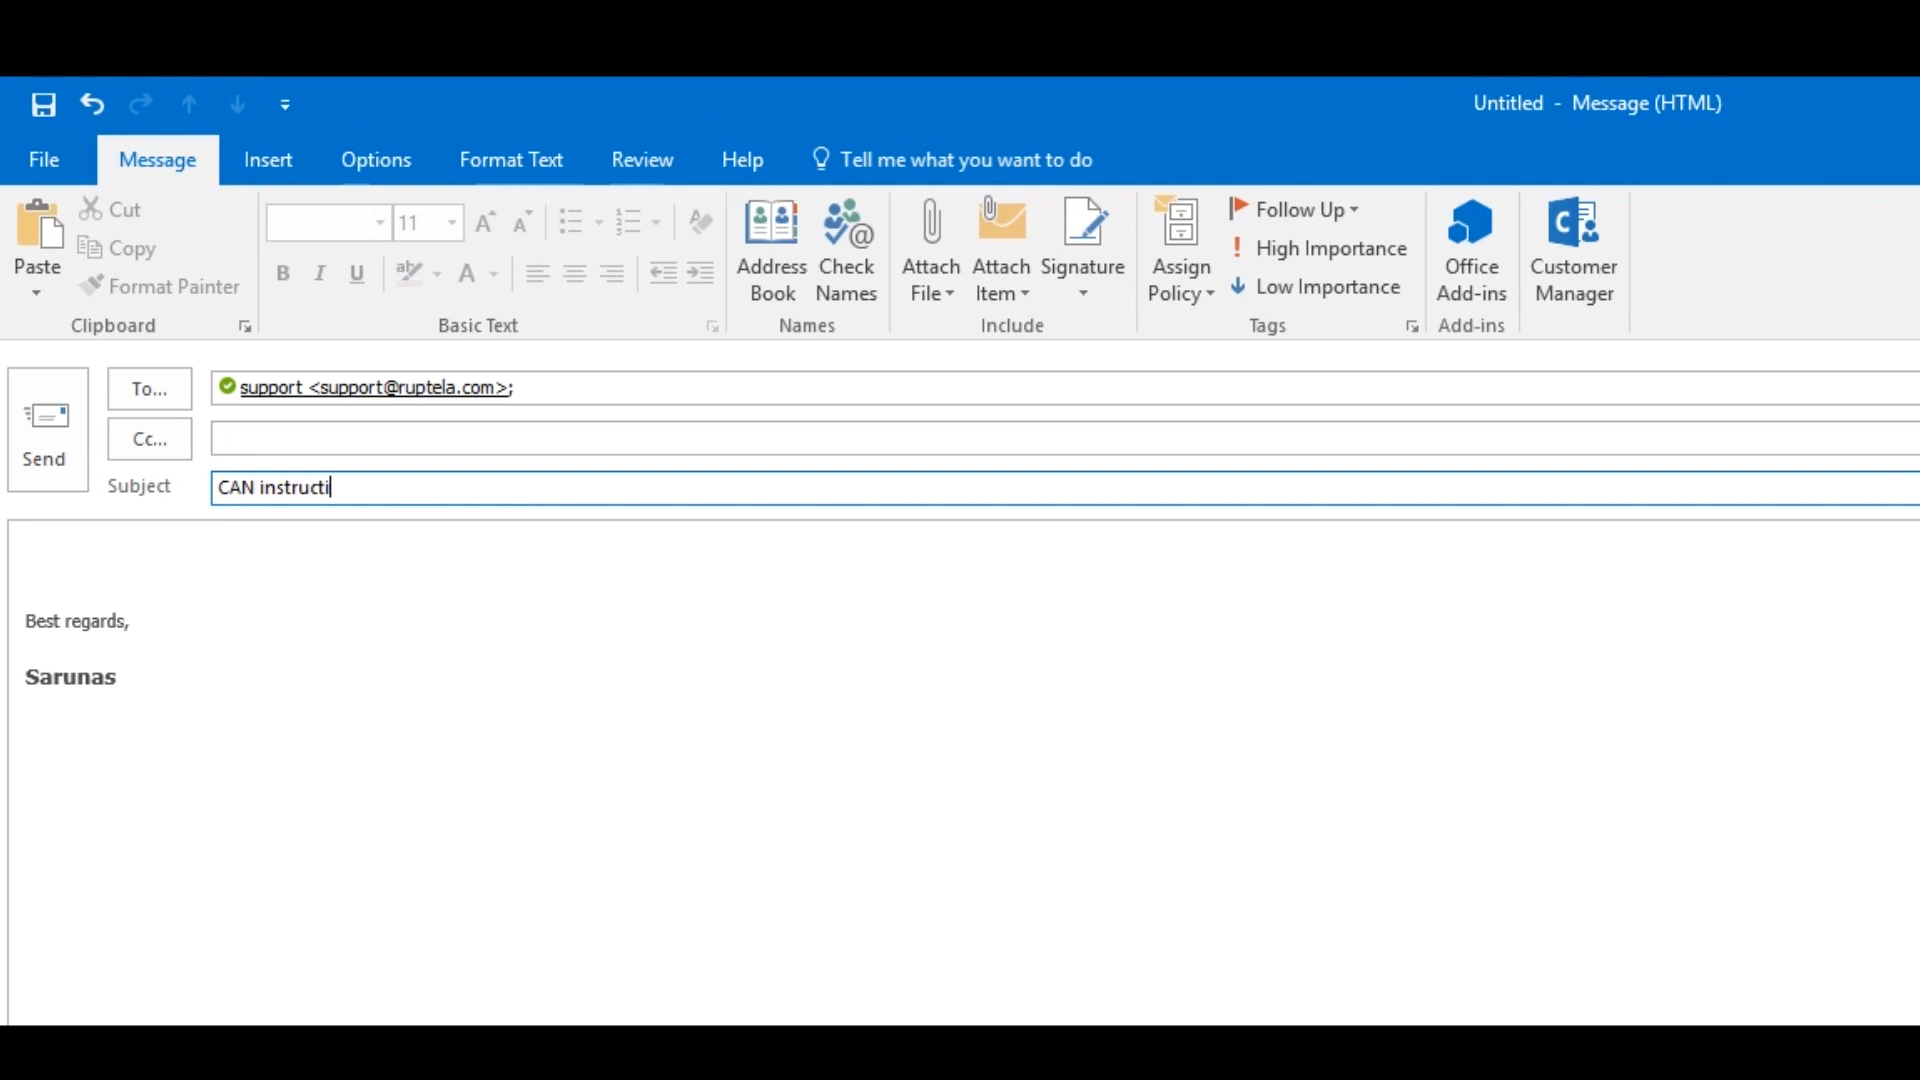 Untitled - Message (HTML)
File Message Insert Options Format Text Review Help Tell me what you want to do
Paste
Cut
Copy
Format Painter
Clipboard
11
B I U
Basic Text
Address Book
Check Names
Names
Attach File
Attach Item
Signature
Include
Assign Policy
Follow Up
High Importance
Low Importance
Tags
Office Add-ins
Add-ins
Customer Manager
Send
To... support <support@ruptela.com>;
Cc...
Subject CAN instructi
Best regards,
Sarunas